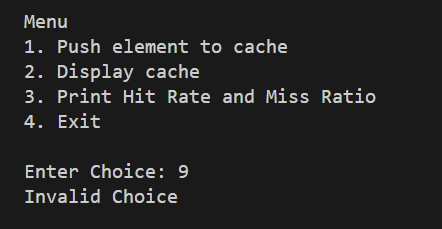 Menu
1. Push element to cache
2. Display cache
3. Print Hit Rate and Miss Ratio
4. Exit
Enter Choice: 9
Invalid Choice